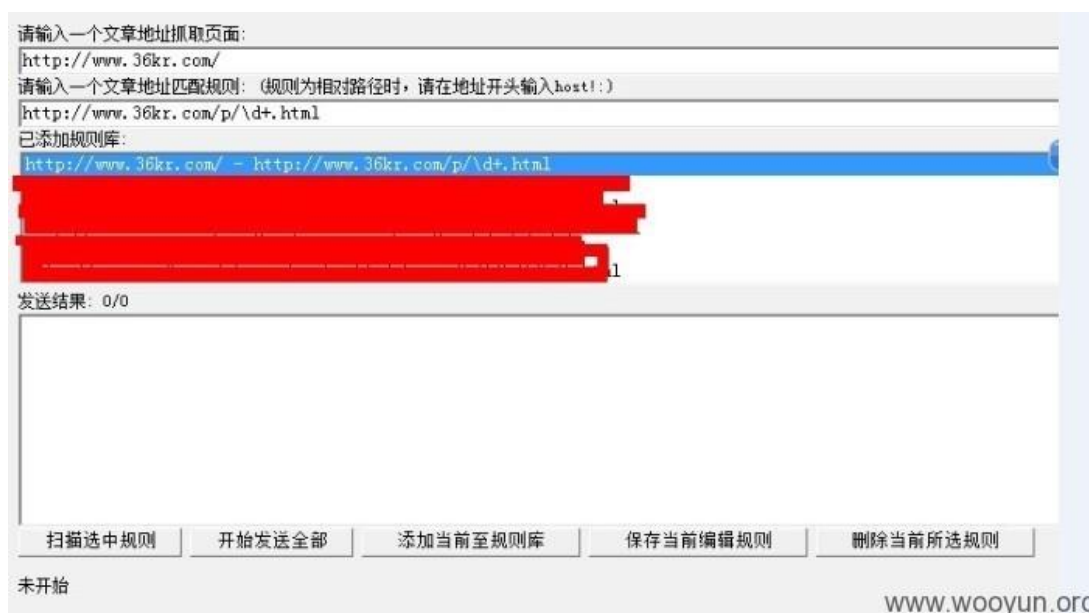 请输入一个文章地址抓取页面:
http://www.36kr.com/
请输入一个文章地址匹配规则: (规则为相对路径时,请在地址开头输入host!:)
http://www.36kr.com/p/\d+.html
已添加规则库:
http://www.36kr.com/ - http://www.36kr.com/p/\d+.html
发送结果: 0/0
扫描选中规则 开始发送全部 添加当前至规则库 保存当前编辑规则 删除当前所选规则
未开始
www.wooyun.org